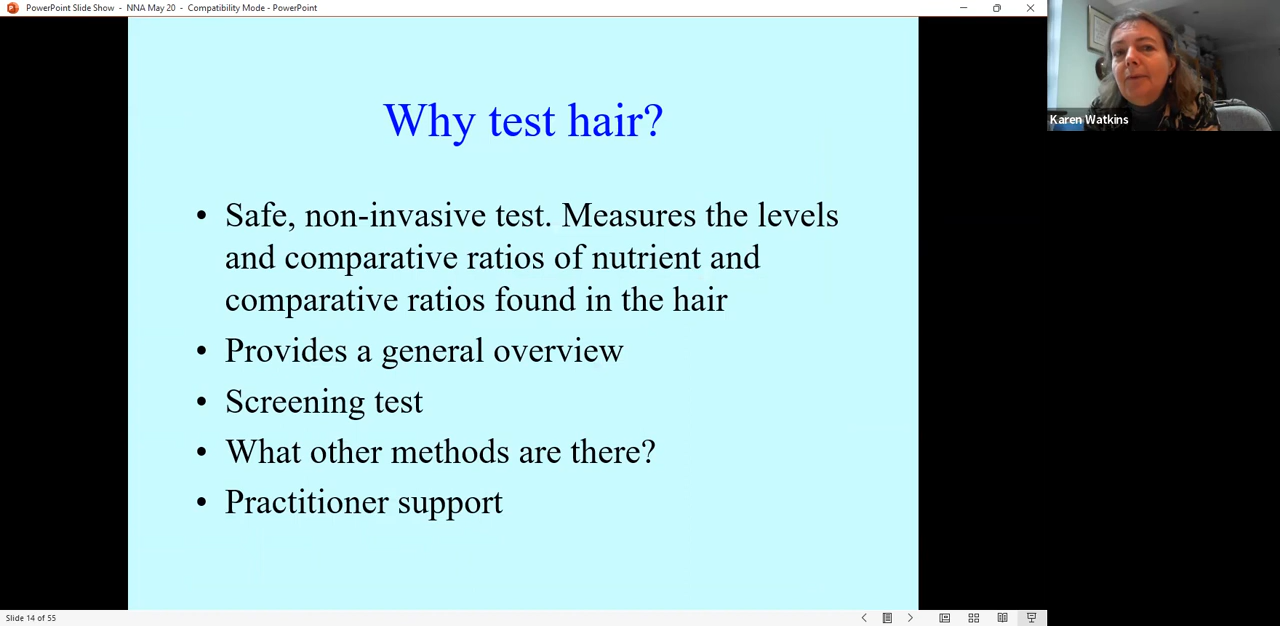 PowerPoint Slide Show - NNA May 20 - Compatibility Mode - PowerPoint
Karen Watkins
Why test hair?
• Safe, non-invasive test. Measures the levels
and comparative ratios of nutrient and
comparative ratios found in the hair
• Provides a general overview
• Screening test
• What other methods are there?
• Practitioner support
Slide 14 of 55